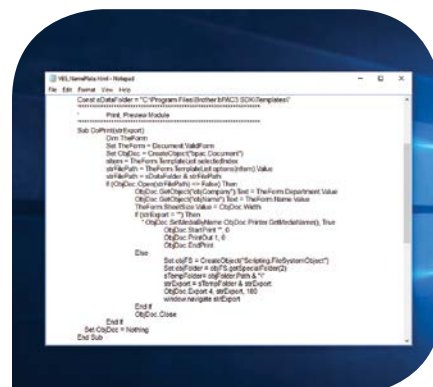 YES_NamePlate.html - Notepad
File Edit Format View Help
Const sDataFolder = "C:\Program Files\Brother bPAC3 SDK\Templates\"
' Print, Preview Module
Sub DoPrint(strExport)
Dim TheForm
Set TheForm = Document.ValidForm
Set ObjDoc = CreateObject("bpac.Document")
nItem = TheForm.TemplateList.selectedIndex
strFilePath = TheForm.TemplateList.options(nItem).Value
strFilePath = sDataFolder & strFilePath
If (ObjDoc.Open(strFilePath) <> False) Then
ObjDoc.GetObject("objCompany").Text = TheForm.Department.Value
ObjDoc.GetObject("objName").Text = TheForm.Name.Value
TheForm.SheetSize.Value = ObjDoc.Width
If (strExport = "") Then
' ObjDoc.SetMediaByName ObjDoc.Printer.GetMediaName(), True
ObjDoc.StartPrint "", 0
ObjDoc.PrintOut 1, 0
ObjDoc.EndPrint
Else
Set objFS = CreateObject("Scripting.FileSystemObject")
Set objFolder = objFS.getSpecialFolder(2)
sTempFolder = objFolder.Path & "\"
strExport = sTempFolder & strExport
ObjDoc.Export 4, strExport, 180
window.navigate strExport
End If
ObjDoc.Close
End If
Set ObjDoc = Nothing
End Sub